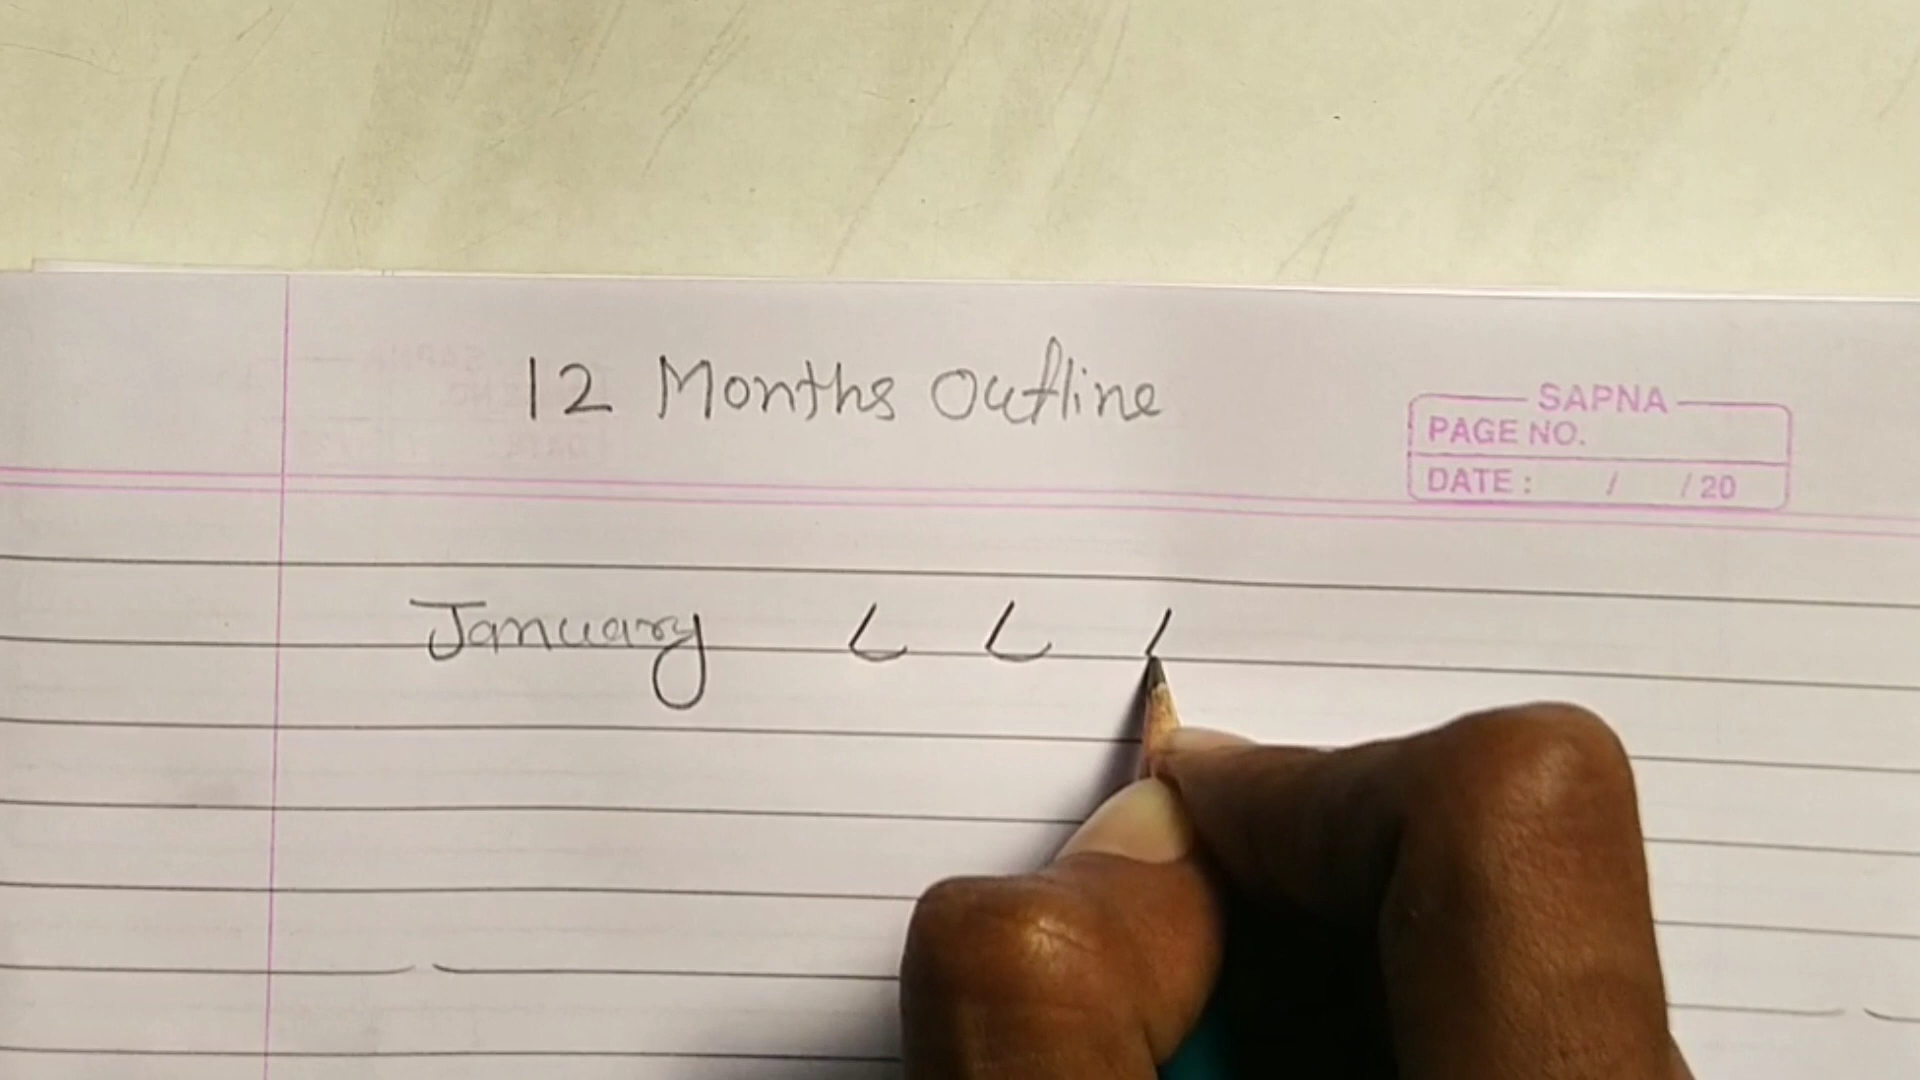 12 Months Outline
SAPNA
PAGE NO.
DATE : / / 20
January